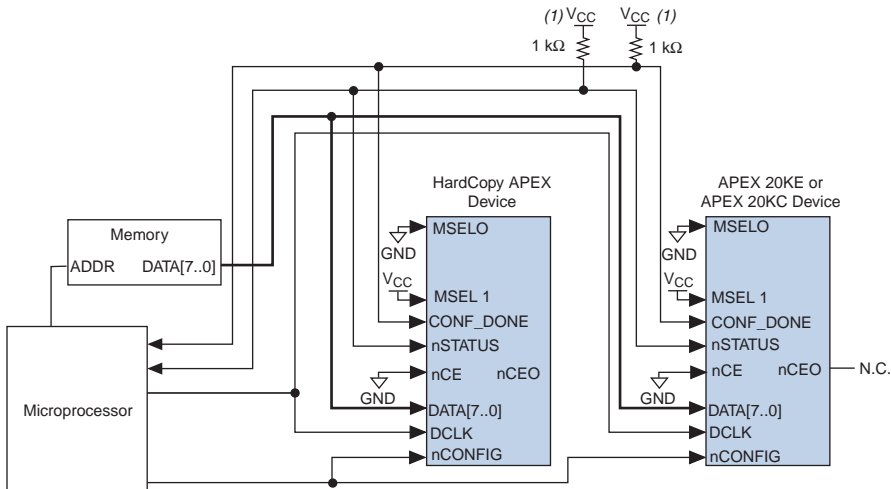 (1) VCC VCC (1)
1 kΩ 1 kΩ
HardCopy APEX
Device
APEX 20KE or
APEX 20KC Device
Memory
ADDR DATA[7..0]
Microprocessor
MSELO
GND
VCC
MSEL 1
CONF_DONE
nSTATUS
nCE nCEO
GND
DATA[7..0]
DCLK
nCONFIG
MSELO
GND
VCC
MSEL 1
CONF_DONE
nSTATUS
nCE nCEO N.C.
GND
DATA[7..0]
DCLK
nCONFIG